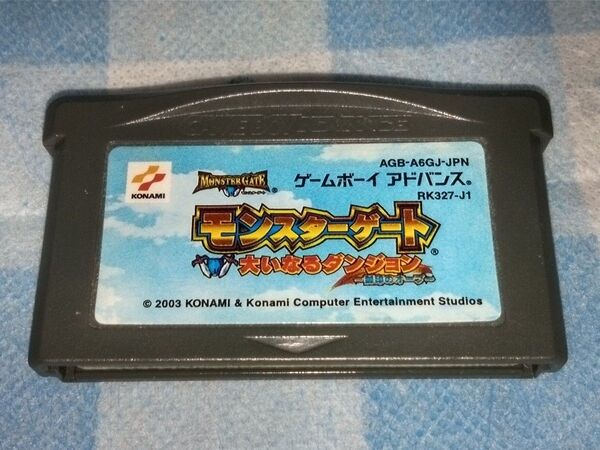 GAME BOY ADVANCE
AGB-A6GJ-JPN
KONAMI
MONSTER GATE ®
ゲームボーイ アドバンス®
RK327-J1
モンスターゲート®
大いなるダンジョン
© 2003 KONAMI & Konami Computer Entertainment Studios